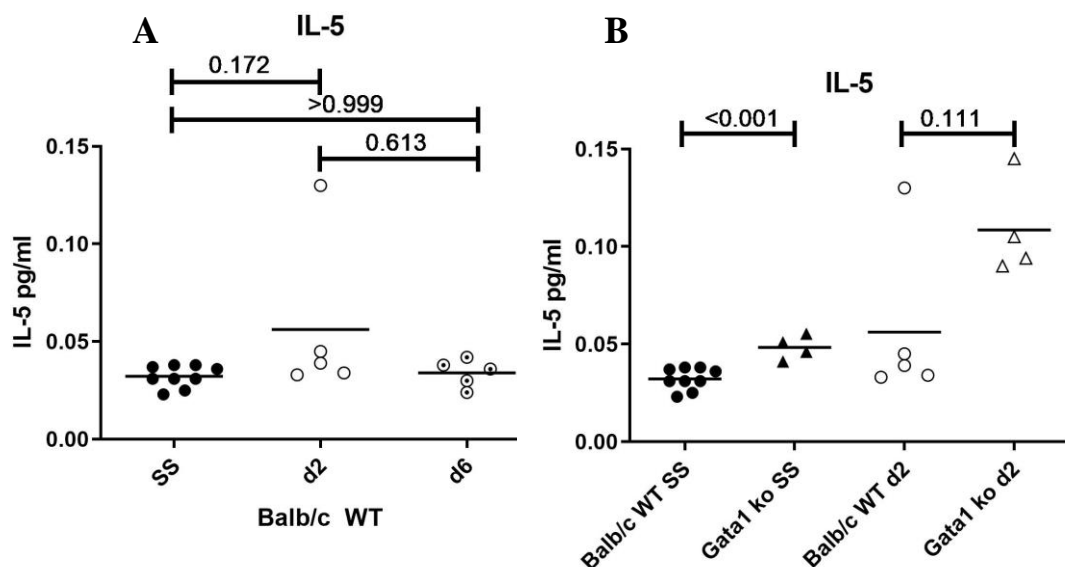 A
IL-5
0.172
>0.999
0.613
0.15
0.10
0.05
0.00
IL-5 pg/ml
SS
d2
d6
Balb/c WT
B
IL-5
<0.001
0.111
0.15
0.10
0.05
0.00
IL-5 pg/ml
Balb/c WT SS
Gata1 ko SS
Balb/c WT d2
Gata1 ko d2